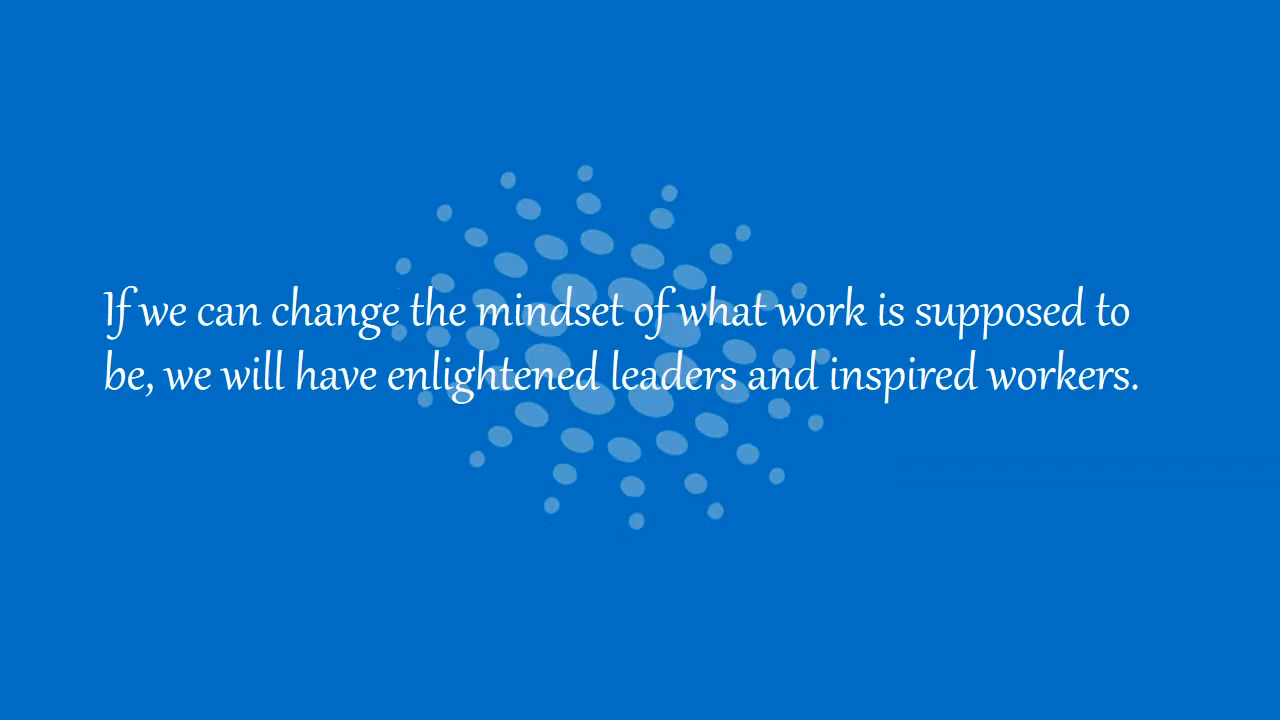 If we can change the mindset of what work is supposed to
be, we will have enlightened leaders and inspired workers.